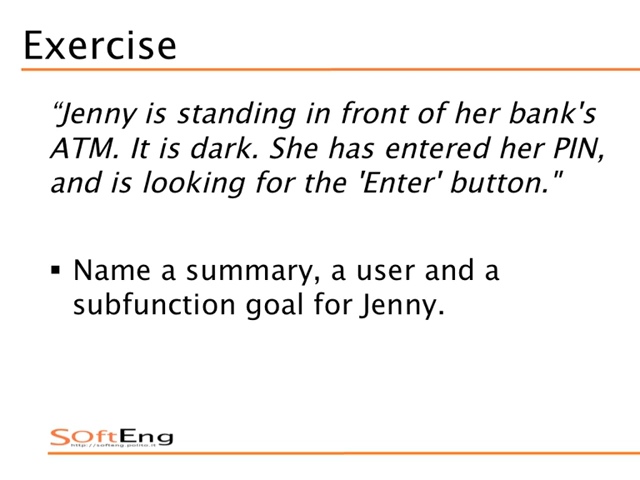 Exercise
“Jenny is standing in front of her bank's
ATM. It is dark. She has entered her PIN,
and is looking for the 'Enter' button."
▪ Name a summary, a user and a
subfunction goal for Jenny.
SOftEng
http://softeng.polito.it